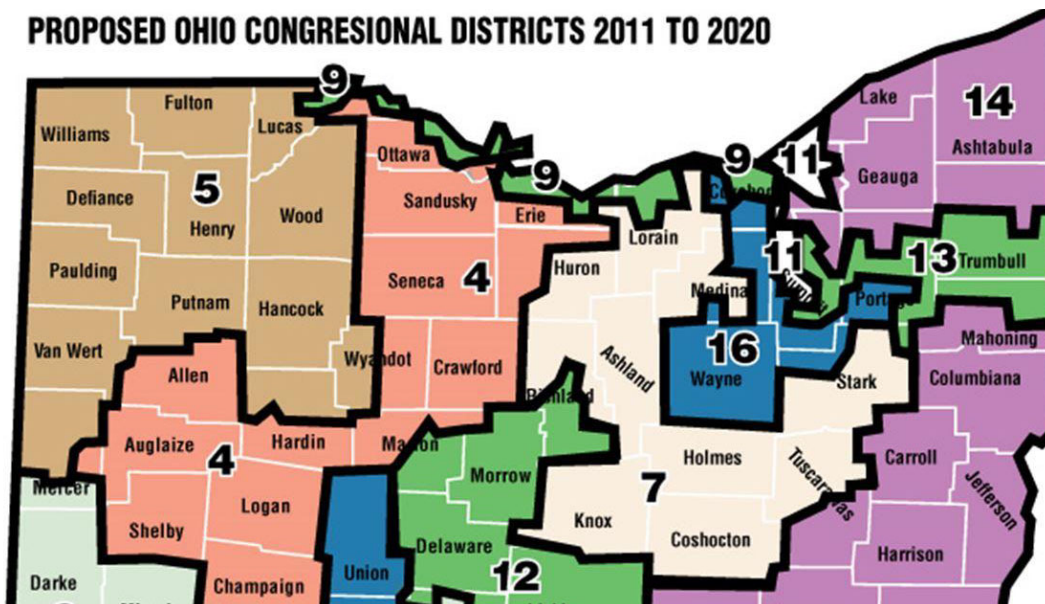 PROPOSED OHIO CONGRESIONAL DISTRICTS 2011 TO 2020
9
Fulton
Lake
14
Williams
Lucas
Ottawa
9
11
Ashtabula
Defiance
5
Sandusky
9
Geauga
Henry
Wood
Erie
Lorain
11
13
Trumbull
Paulding
Huron
Seneca
4
Medina
Putnam
Hancock
Portage
Van Wert
Wyandot
Crawford
16
Mahoning
Allen
Ashland
Wayne
Stark
Columbiana
Richland
Auglaize
Hardin
Marion
4
Morrow
Holmes
Tuscarawas
Carroll
Mercer
Logan
7
Jefferson
Shelby
Knox
Delaware
Coshocton
Harrison
Darke
Champaign
Union
12